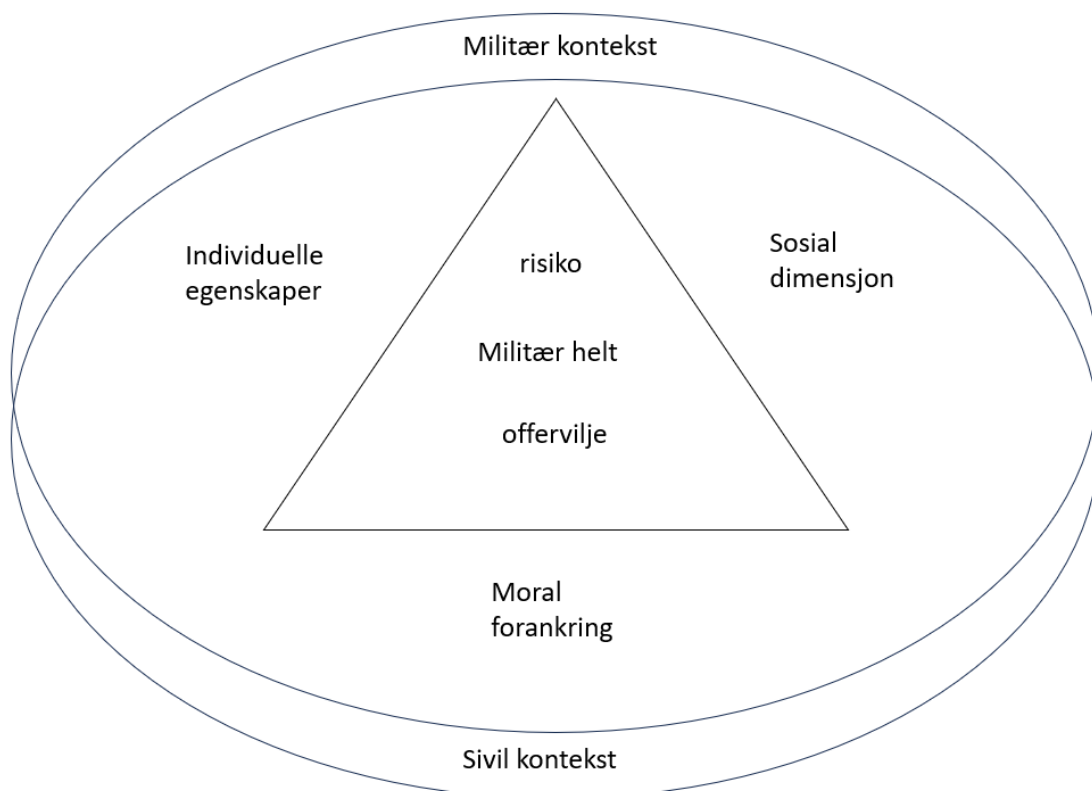 Militær kontekst
Individuelle
egenskaper
risiko
Sosial
dimensjon
Militær helt
offervilje
Moral
forankring
Sivil kontekst